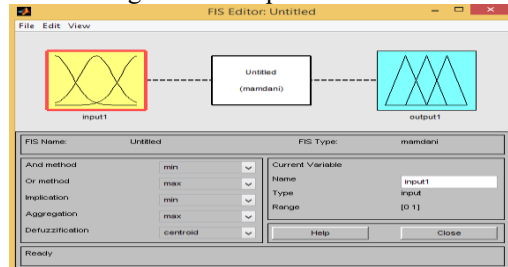 FIS Editor: Untitled
File Edit View
Untitled
(mamdani)
input1
output1
FIS Name: Untitled FIS Type: mamdani
And method min
Or method max
Implication min
Aggregation max
Defuzzification centroid
Current Variable
Name input1
Type input
Range [0 1]
Help Close
Ready